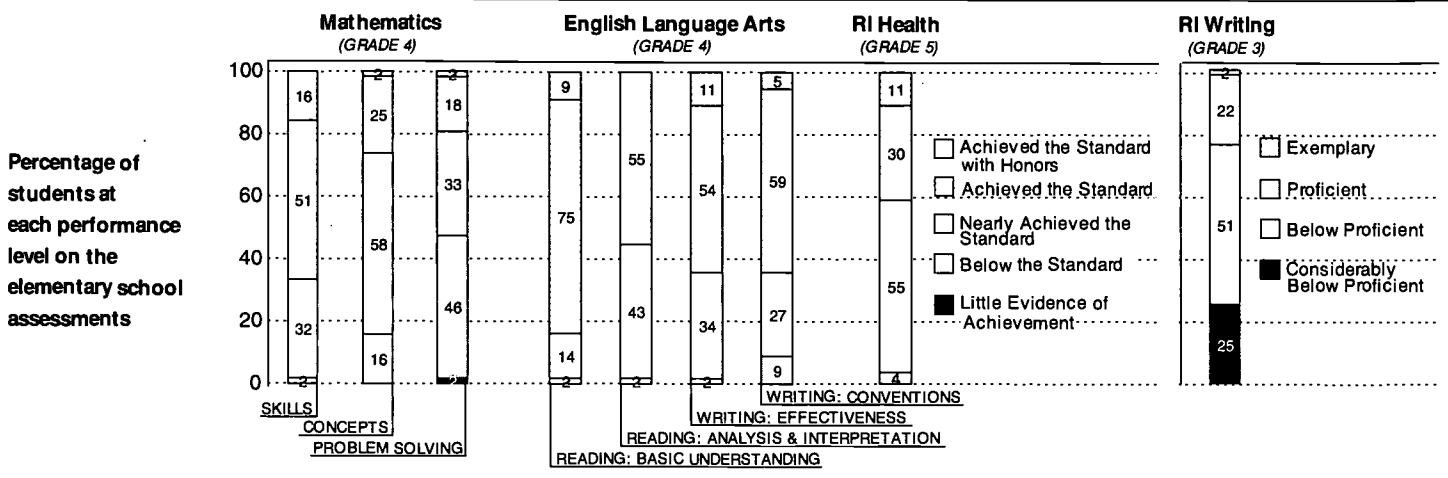 Mathematics
(GRADE 4)
English Language Arts
(GRADE 4)
RI Health
(GRADE 5)
RI Writing
(GRADE 3)
Percentage of
students at
each performance
level on the
elementary school
assessments
100
80
60
40
20
0
16
51
32
2
2
25
58
16
2
18
33
46
2
9
75
14
2
55
43
2
11
54
34
2
5
59
27
9
11
30
55
4
Achieved the Standard
with Honors
Achieved the Standard
Nearly Achieved the
Standard
Below the Standard
Little Evidence of
Achievement
2
22
51
25
Exemplary
Proficient
Below Proficient
Considerably
Below Proficient
SKILLS
CONCEPTS
PROBLEM SOLVING
WRITING: CONVENTIONS
WRITING: EFFECTIVENESS
READING: ANALYSIS & INTERPRETATION
READING: BASIC UNDERSTANDING